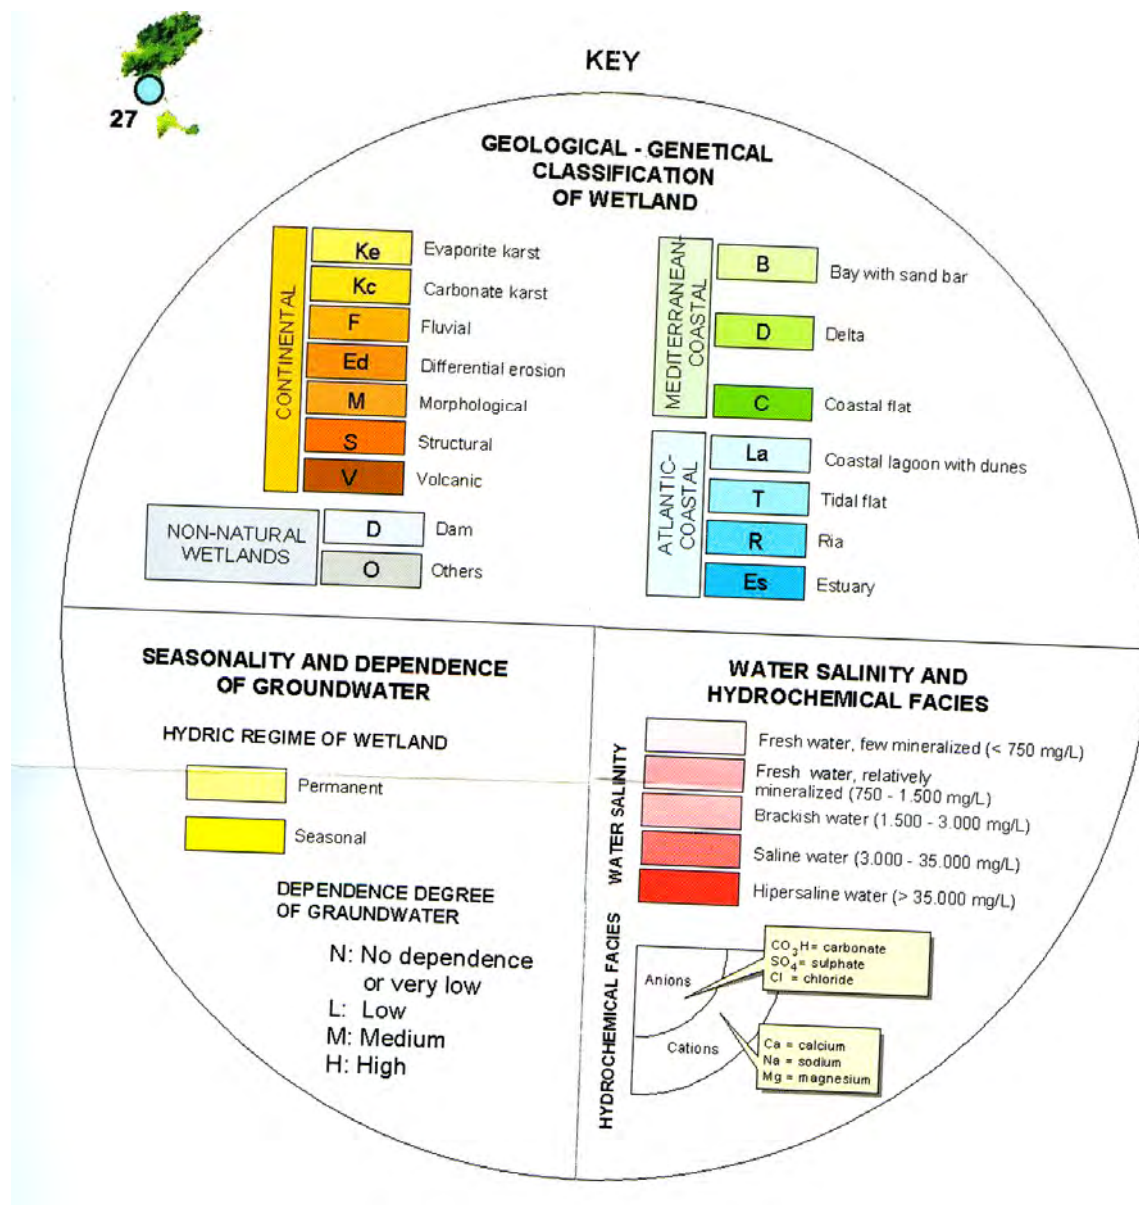 27
KEY
GEOLOGICAL - GENETICAL
CLASSIFICATION
OF WETLAND
CONTINENTAL
Ke Evaporite karst
Kc Carbonate karst
F Fluvial
Ed Differential erosion
M Morphological
S Structural
V Volcanic
NON-NATURAL
WETLANDS
D Dam
O Others
MEDITERRANEAN-
COASTAL
B Bay with sand bar
D Delta
C Coastal flat
ATLANTIC-
COASTAL
La Coastal lagoon with dunes
T Tidal flat
R Ria
Es Estuary
SEASONALITY AND DEPENDENCE
OF GROUNDWATER
HYDRIC REGIME OF WETLAND
Permanent
Seasonal
DEPENDENCE DEGREE
OF GRAUNDWATER
N: No dependence
or very low
L: Low
M: Medium
H: High
WATER SALINITY AND
HYDROCHEMICAL FACIES
WATER SALINITY
Fresh water, few mineralized (< 750 mg/L)
Fresh water, relatively
mineralized (750 - 1.500 mg/L)
Brackish water (1.500 - 3.000 mg/L)
Saline water (3.000 - 35.000 mg/L)
Hipersaline water (> 35.000 mg/L)
HYDROCHEMICAL FACIES
Anions
Cations
CO3H= carbonate
SO4= sulphate
Cl = chloride
Ca = calcium
Na = sodium
Mg = magnesium